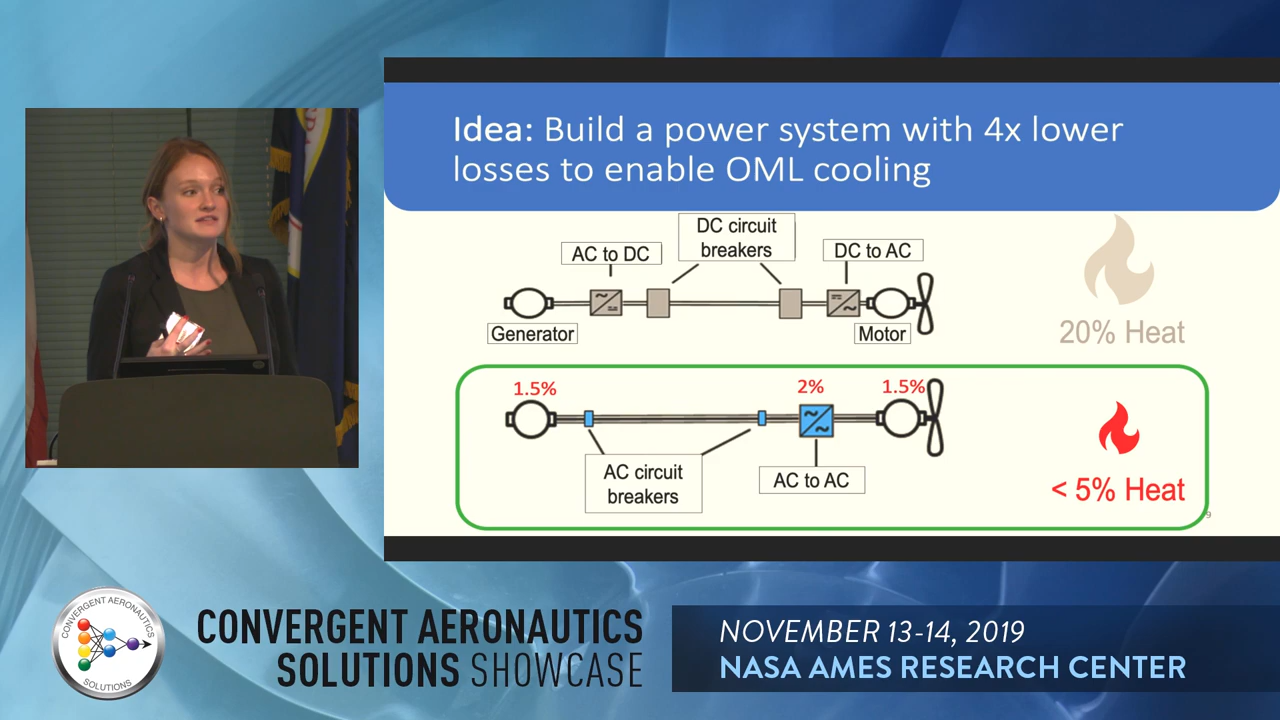 Idea: Build a power system with 4x lower
losses to enable OML cooling
AC to DC
DC circuit
breakers
DC to AC
Generator
Motor
20% Heat
1.5%
2%
1.5%
AC circuit
breakers
AC to AC
< 5% Heat
9
CONVERGENT AERONAUTICS
SOLUTIONS
CONVERGENT AERONAUTICS
SOLUTIONS SHOWCASE
NOVEMBER 13-14, 2019
NASA AMES RESEARCH CENTER